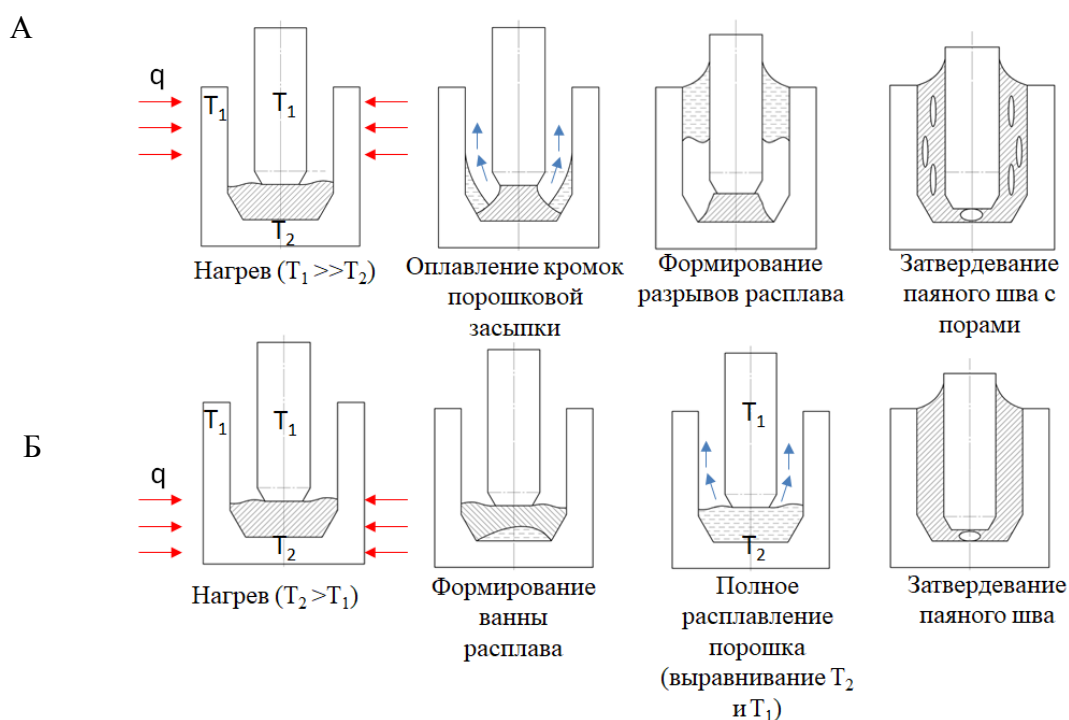 А
q
T₁
T₁
T₂
Нагрев (T₁ >>T₂)
Оплавление кромок
порошковой
засыпки
Формирование
разрывов расплава
Затвердевание
паяного шва с
порами
Б
q
T₁
T₁
T₂
Нагрев (T₂ >T₁)
Формирование
ванны
расплава
T₁
T₂
Полное
расплавление
порошка
(выравнивание T₂
и T₁)
Затвердевание
паяного шва